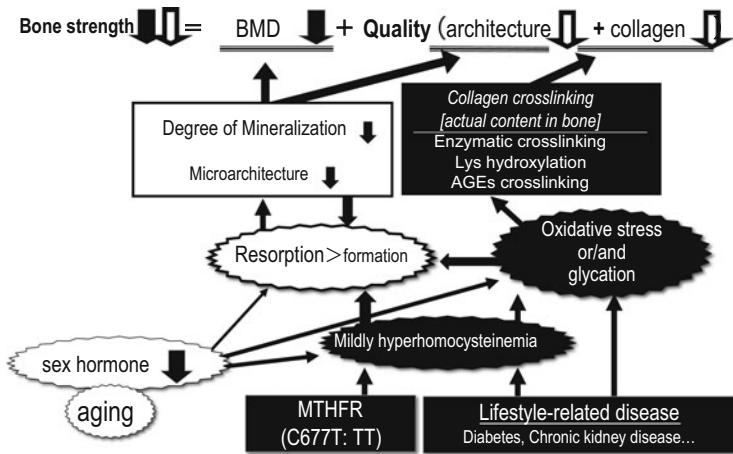 Bone strength = BMD + Quality (architecture + collagen )
Collagen crosslinking
[actual content in bone]
Enzymatic crosslinking
Lys hydroxylation
AGEs crosslinking
Degree of Mineralization
Microarchitecture
Oxidative stress
or/and
glycation
Resorption＞formation
Mildly hyperhomocysteinemia
sex hormone
aging
MTHFR
(C677T: TT)
Lifestyle-related disease
Diabetes, Chronic kidney disease…